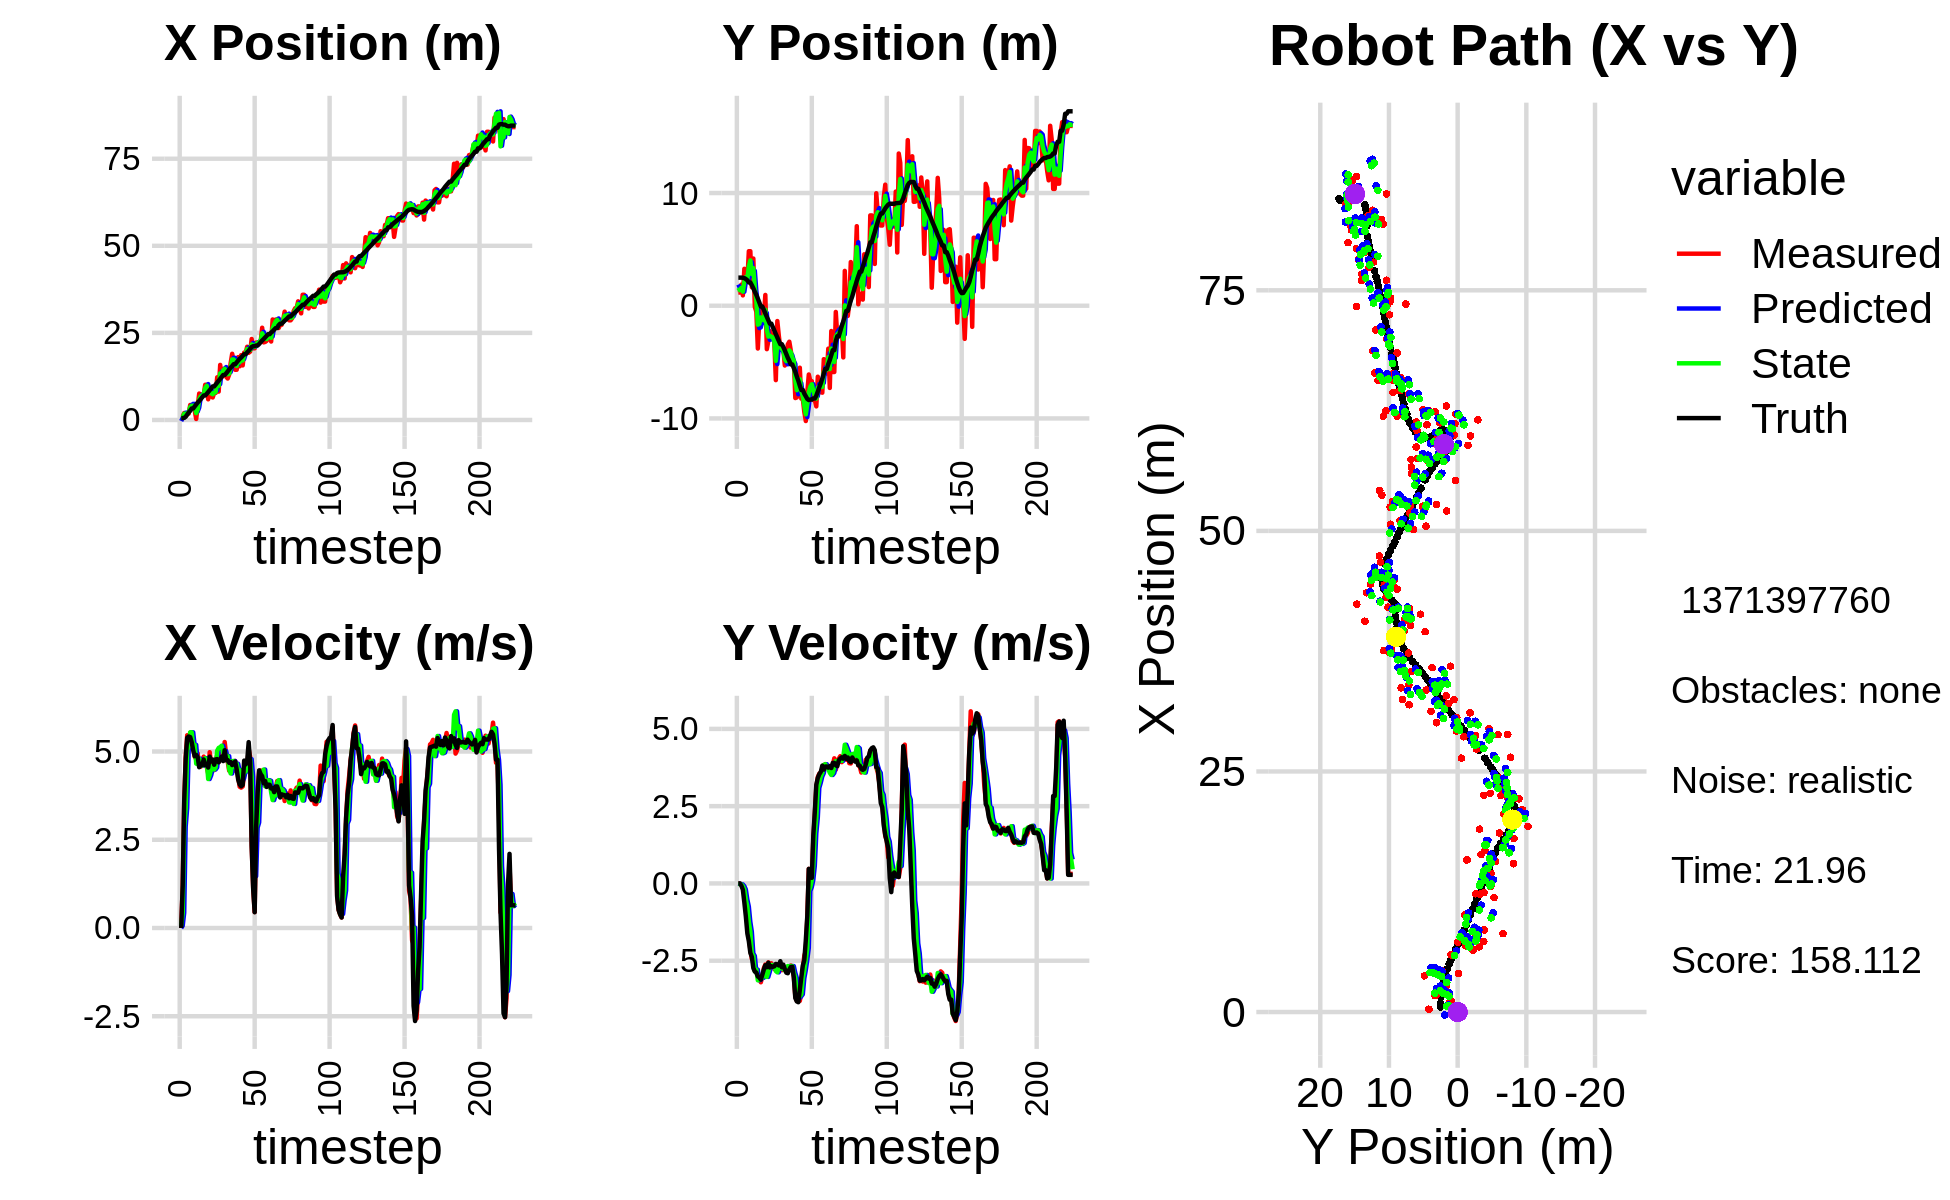 X Position (m)
75
50
25
0
0
50
100
150
200
timestep
Y Position (m)
10
0
-10
0
50
100
150
200
timestep
X Velocity (m/s)
5.0
2.5
0.0
-2.5
0
50
100
150
200
timestep
Y Velocity (m/s)
5.0
2.5
0.0
-2.5
0
50
100
150
200
timestep
Robot Path (X vs Y)
X Position (m)
75
50
25
0
20 10 0 -10 -20
Y Position (m)
variable
Measured
Predicted
State
Truth
1371397760
Obstacles: none
Noise: realistic
Time: 21.96
Score: 158.112